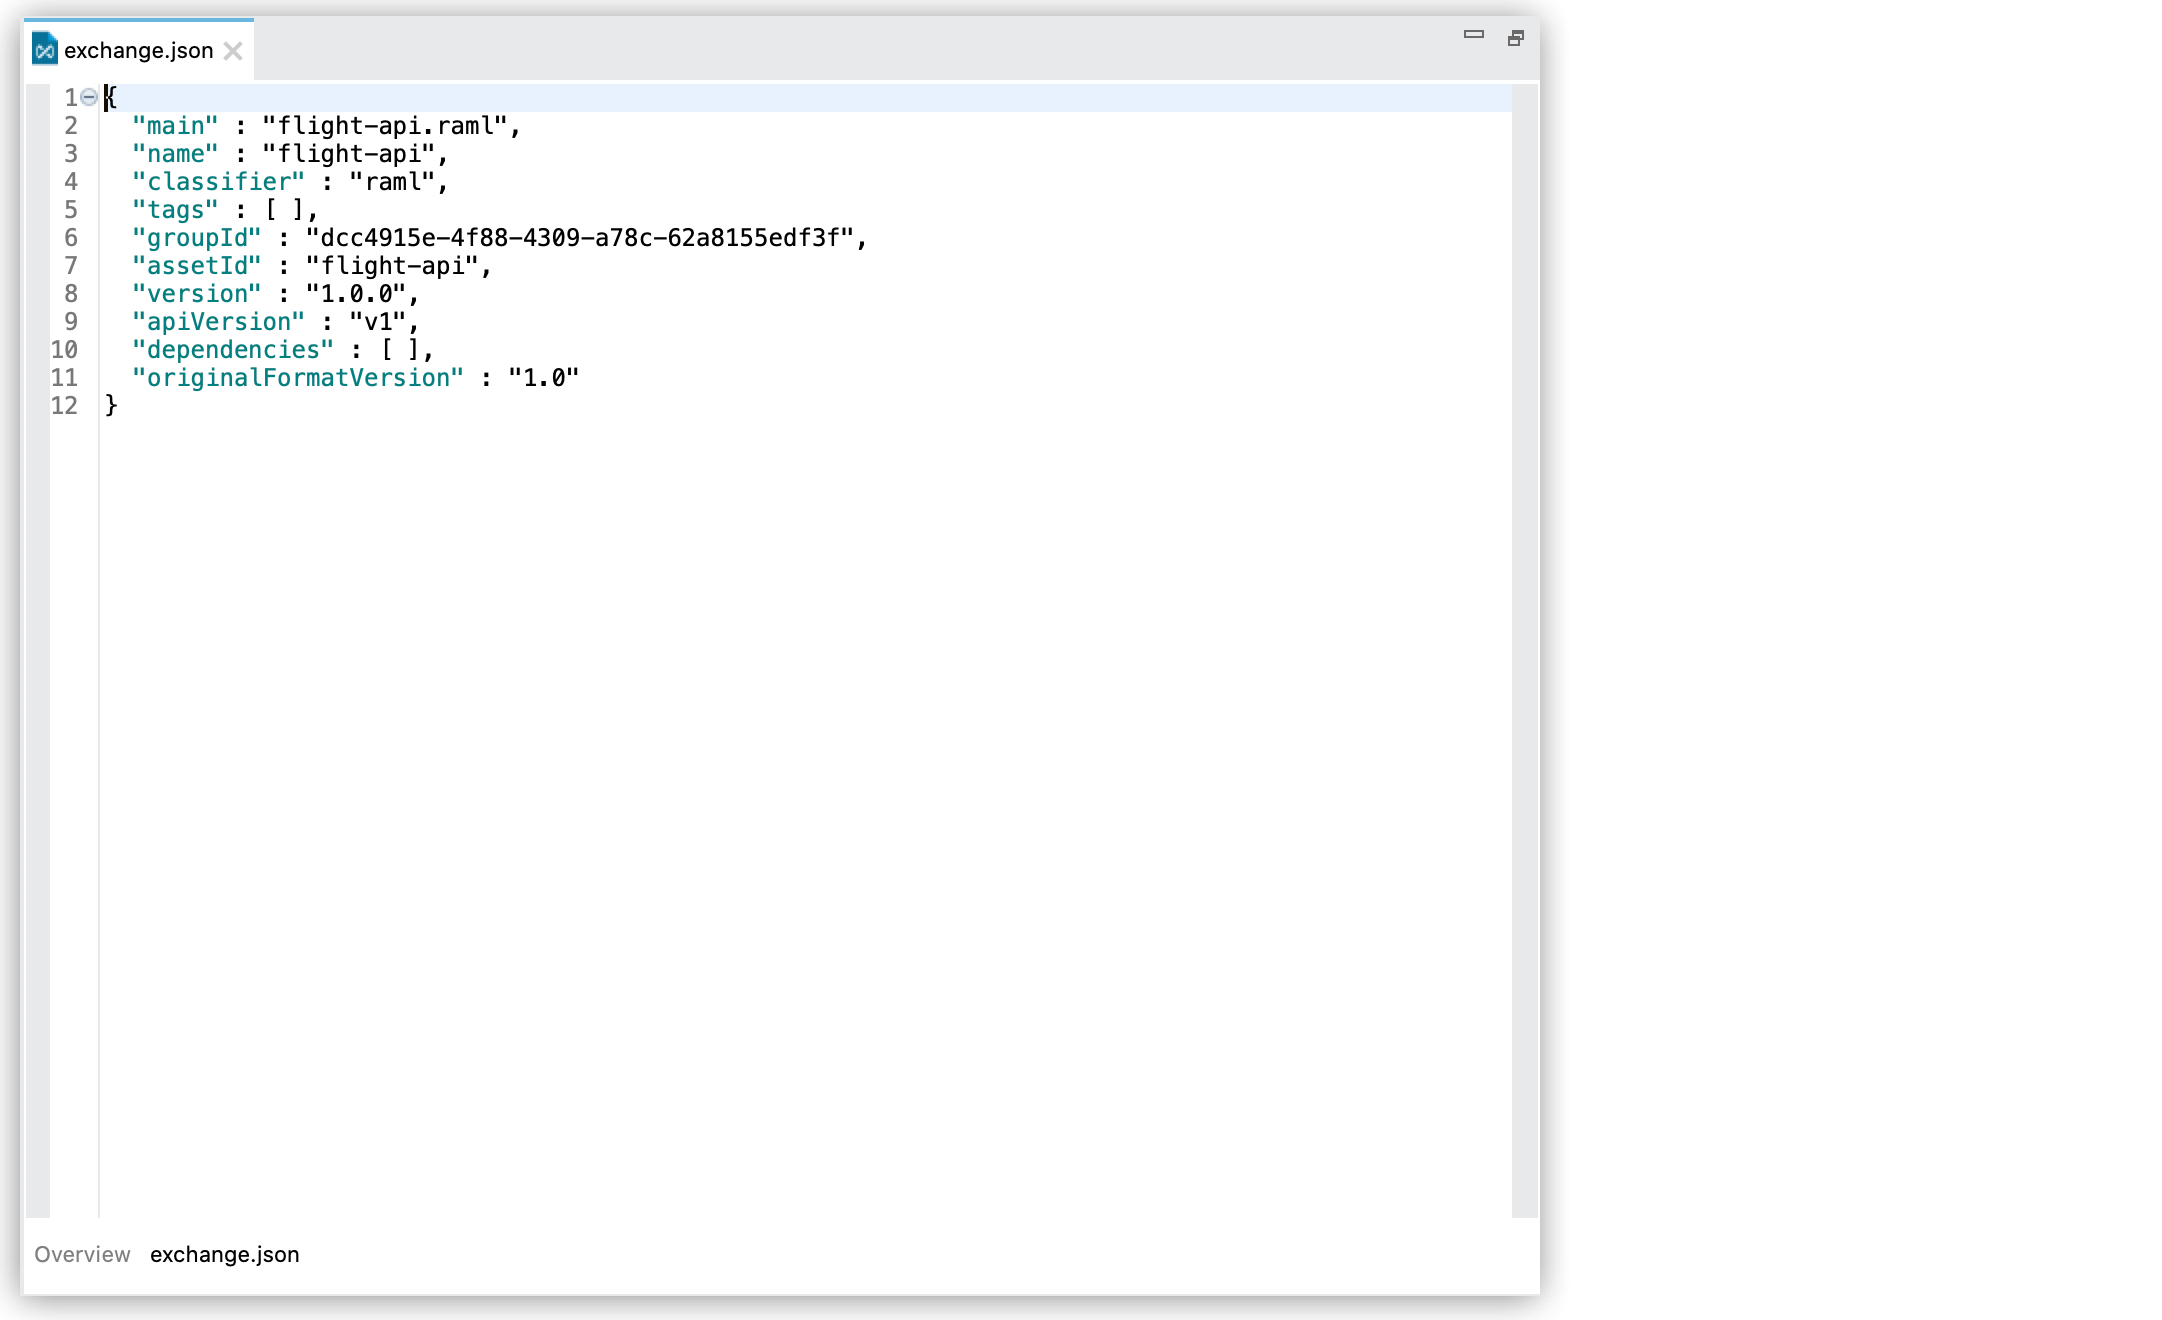 exchange.json
1 {
2 "main" : "flight-api.raml",
3 "name" : "flight-api",
4 "classifier" : "raml",
5 "tags" : [ ],
6 "groupId" : "dcc4915e-4f88-4309-a78c-62a8155edf3f",
7 "assetId" : "flight-api",
8 "version" : "1.0.0",
9 "apiVersion" : "v1",
10 "dependencies" : [ ],
11 "originalFormatVersion" : "1.0"
12 }
Overview exchange.json